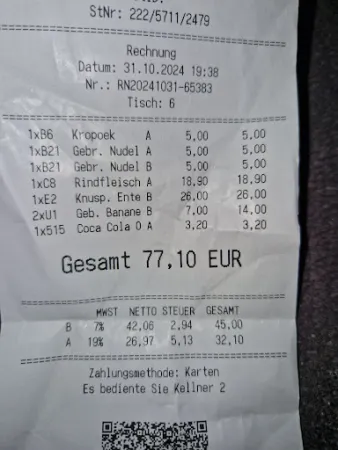 StNr: 222/5711/2479
Rechnung
Datum: 31.10.2024 19:38
Nr.: RN20241031-65383
Tisch: 6
1xB6 Kropoek A 5,00 5,00
1xB21 Gebr. Nudel A 5,00 5,00
1xB21 Gebr. Nudel B 5,00 5,00
1xC8 Rindfleisch A 18,90 18,90
1xE2 Knusp. Ente B 26,00 26,00
2xU1 Geb. Banane B 7,00 14,00
1x515 Coca Cola 0 A 3,20 3,20
Gesamt 77,10 EUR
MWST NETTO STEUER GESAMT
B 7% 42,06 2,94 45,00
A 19% 26,97 5,13 32,10
Zahlungsmethode: Karten
Es bediente Sie Kellner 2